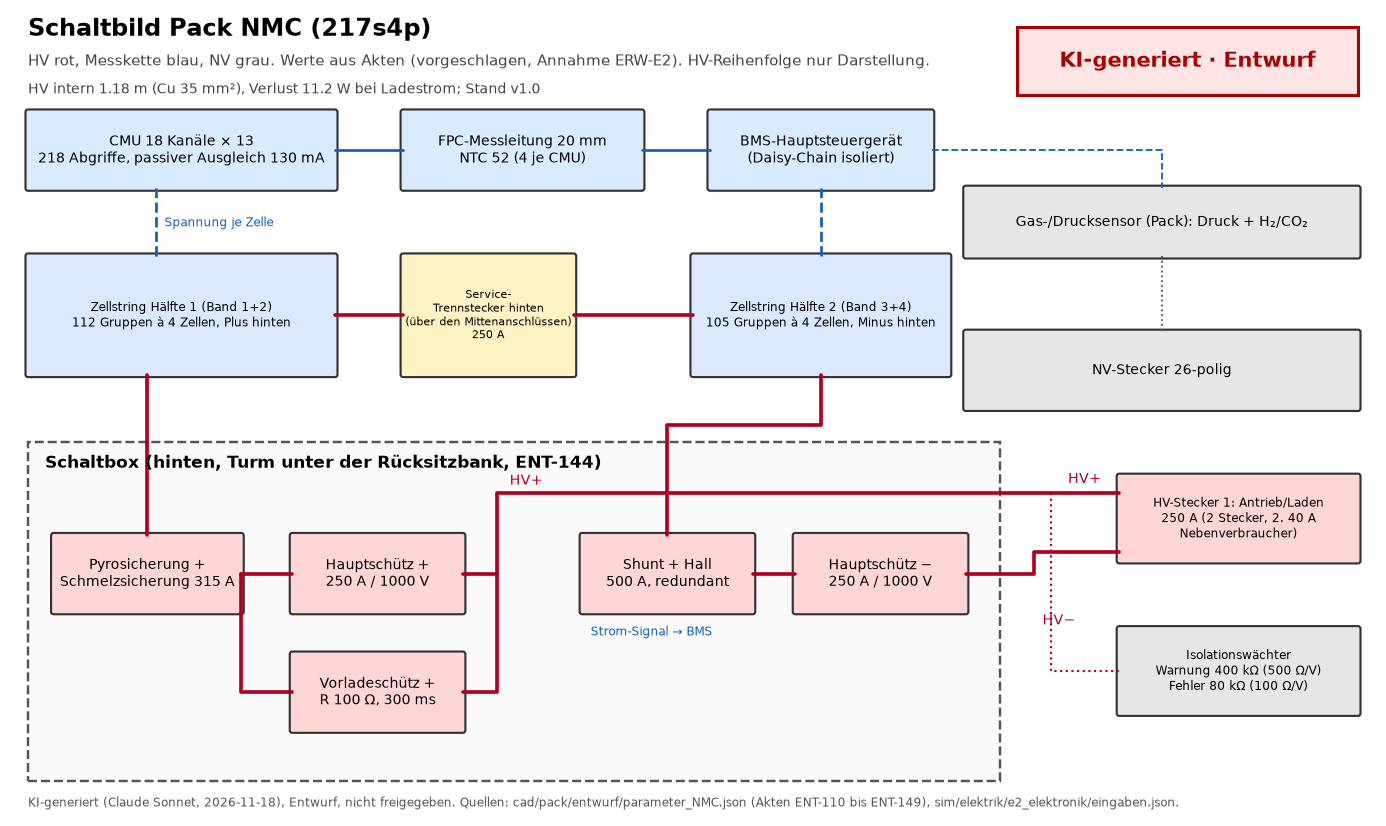 Schaltbild Pack NMC (217s4p)
HV rot, Messkette blau, NV grau. Werte aus Akten (vorgeschlagen, Annahme ERW-E2). HV-Reihenfolge nur Darstellung.
HV intern 1.18 m (Cu 35 mm²), Verlust 11.2 W bei Ladestrom; Stand v1.0
KI-generiert · Entwurf
CMU 18 Kanäle × 13
218 Abgriffe, passiver Ausgleich 130 mA
FPC-Messleitung 20 mm
NTC 52 (4 je CMU)
BMS-Hauptsteuergerät
(Daisy-Chain isoliert)
Gas-/Drucksensor (Pack): Druck + H₂/CO₂
Spannung je Zelle
Zellstring Hälfte 1 (Band 1+2)
112 Gruppen à 4 Zellen, Plus hinten
Service-
Trennstecker hinten
(über den Mittenanschlüssen)
250 A
Zellstring Hälfte 2 (Band 3+4)
105 Gruppen à 4 Zellen, Minus hinten
NV-Stecker 26-polig
Schaltbox (hinten, Turm unter der Rücksitzbank, ENT-144)
HV+
HV+
HV-Stecker 1: Antrieb/Laden
250 A (2 Stecker, 2. 40 A
Nebenverbraucher)
Pyrosicherung +
Schmelzsicherung 315 A
Hauptschütz +
250 A / 1000 V
Shunt + Hall
500 A, redundant
Hauptschütz −
250 A / 1000 V
Strom-Signal → BMS
HV−
Vorladeschütz +
R 100 Ω, 300 ms
Isolationswächter
Warnung 400 kΩ (500 Ω/V)
Fehler 80 kΩ (100 Ω/V)
KI-generiert (Claude Sonnet, 2026-11-18), Entwurf, nicht freigegeben. Quellen: cad/pack/entwurf/parameter_NMC.json (Akten ENT-110 bis ENT-149), sim/elektrik/e2_elektronik/eingaben.json.